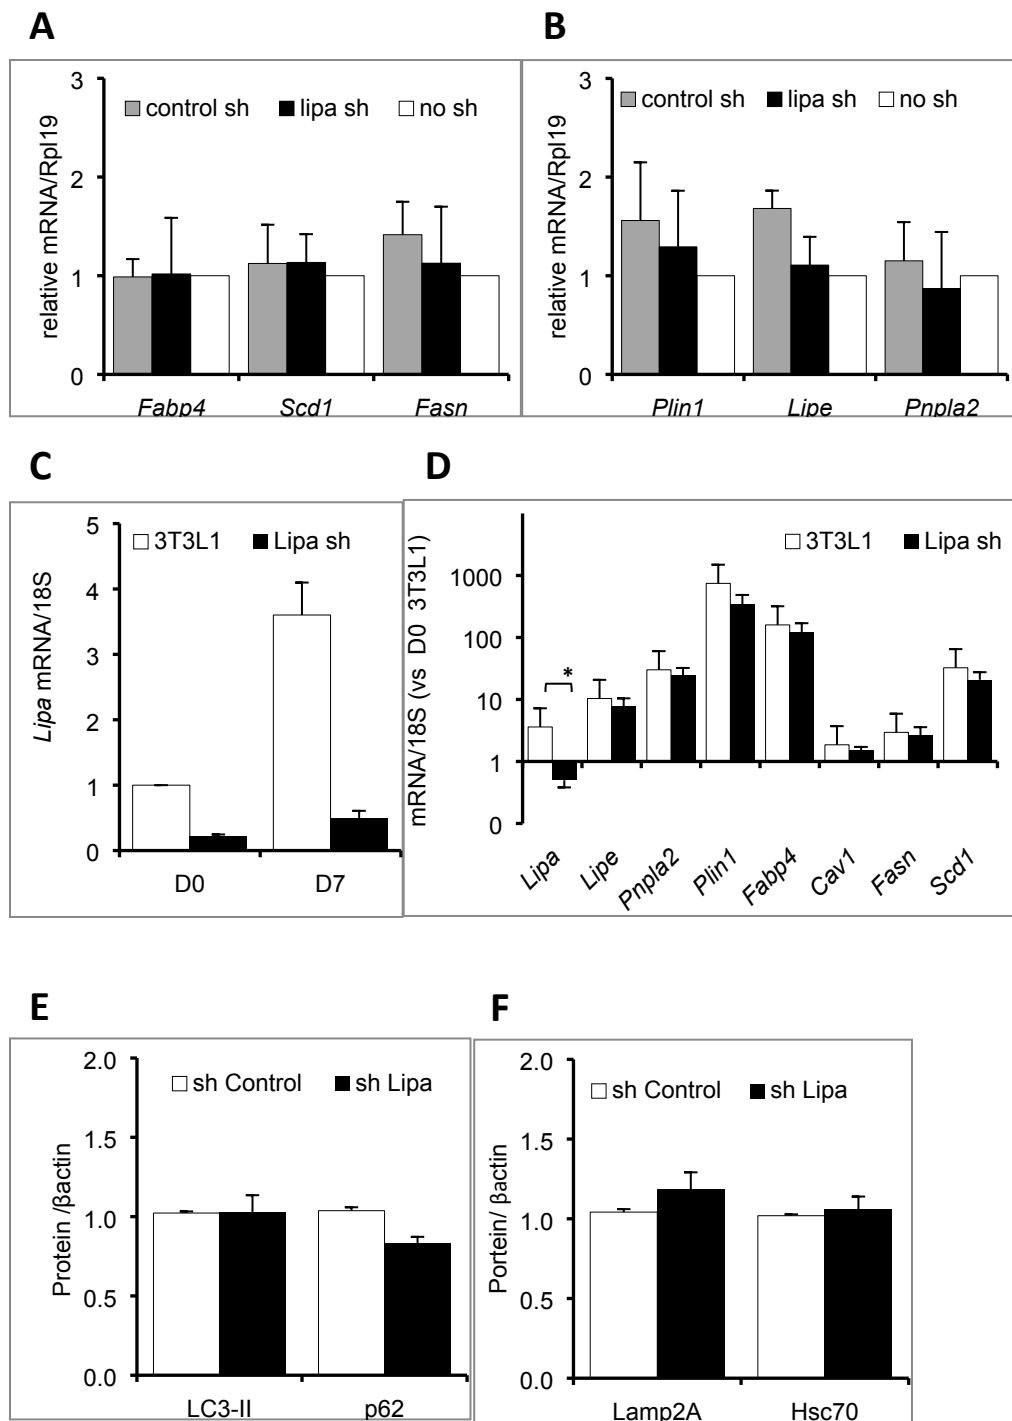 A
B
relative mRNA/Rpl19
3
2
1
0
control sh
lipa sh
no sh
Fabp4
Scd1
Fasn
relative mRNA/Rpl19
3
2
1
0
control sh
lipa sh
no sh
Plin1
Lipe
Pnpla2
C
D
Lipa mRNA/18S
5
4
3
2
1
0
3T3L1
Lipa sh
D0
D7
mRNA/18S (vs D0 3T3L1)
1000
100
10
1
0
3T3L1
Lipa sh
*
Lipa
Lipe
Pnpla2
Plin1
Fabp4
Cav1
Fasn
Scd1
E
F
Protein /βactin
2.0
1.5
1.0
0.5
0.0
sh Control
sh Lipa
LC3-II
p62
Portein/ βactin
2.0
1.5
1.0
0.5
0.0
sh Control
sh Lipa
Lamp2A
Hsc70